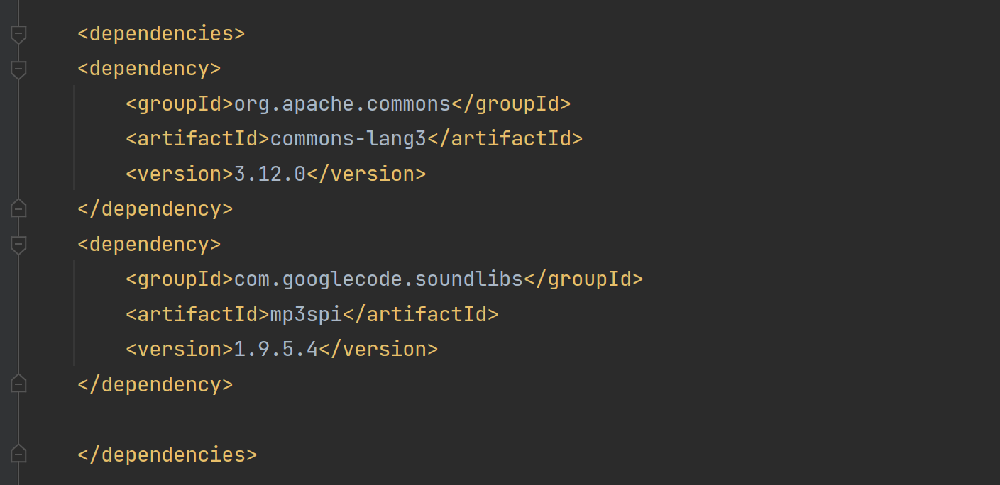 <dependencies>
<dependency>
<groupId>org.apache.commons</groupId>
<artifactId>commons-lang3</artifactId>
<version>3.12.0</version>
</dependency>
<dependency>
<groupId>com.googlecode.soundlibs</groupId>
<artifactId>mp3spi</artifactId>
<version>1.9.5.4</version>
</dependency>
</dependencies>